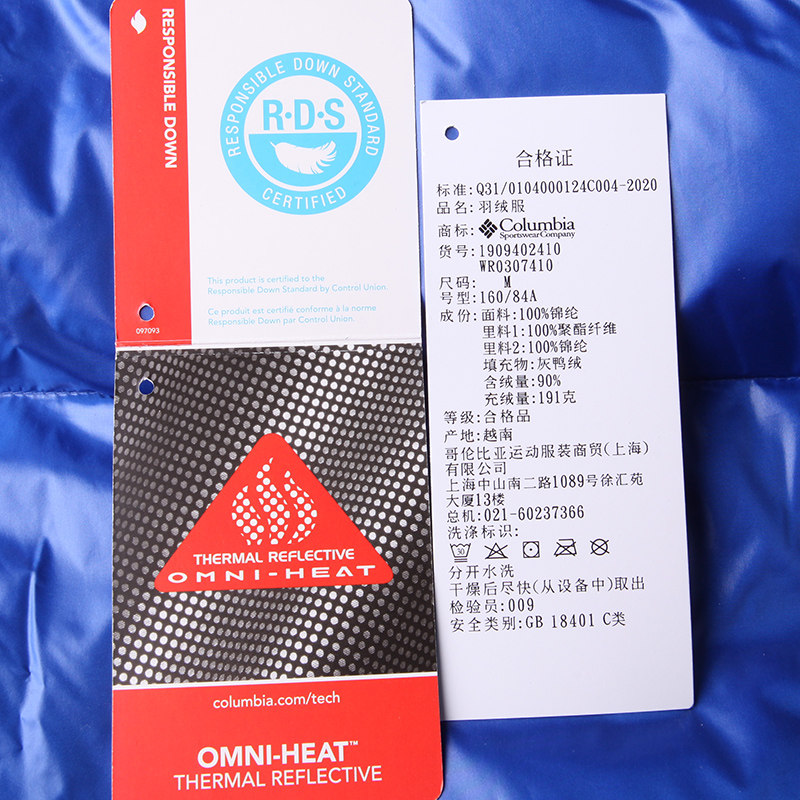 RESPONSIBLE DOWN
RESPONSIBLE DOWN STANDARD
R·D·S
CERTIFIED
This product is certified to the
Responsible Down Standard by Control Union.
Ce produit est certifié conforme à la norme
Responsible Down par Control Union.
097093
THERMAL REFLECTIVE
OMNI-HEAT
columbia.com/tech
OMNI-HEAT™
THERMAL REFLECTIVE
合格证
标准:Q31/0104000124C004-2020
品名:羽绒服
商标:Columbia
Sportswear Company
货号:1909402410
WR0307410
尺码: M
号型:160/84A
成份:面料:100%锦纶
里料1:100%聚酯纤维
里料2:100%锦纶
填充物:灰鸭绒
含绒量:90%
充绒量:191克
等级:合格品
产地:越南
哥伦比亚运动服装商贸(上海)
有限公司
上海中山南二路1089号徐汇苑
大厦13楼
总机:021-60237366
洗涤标识:
30
分开水洗
干燥后尽快(从设备中)取出
检验员:009
安全类别:GB 18401 C类